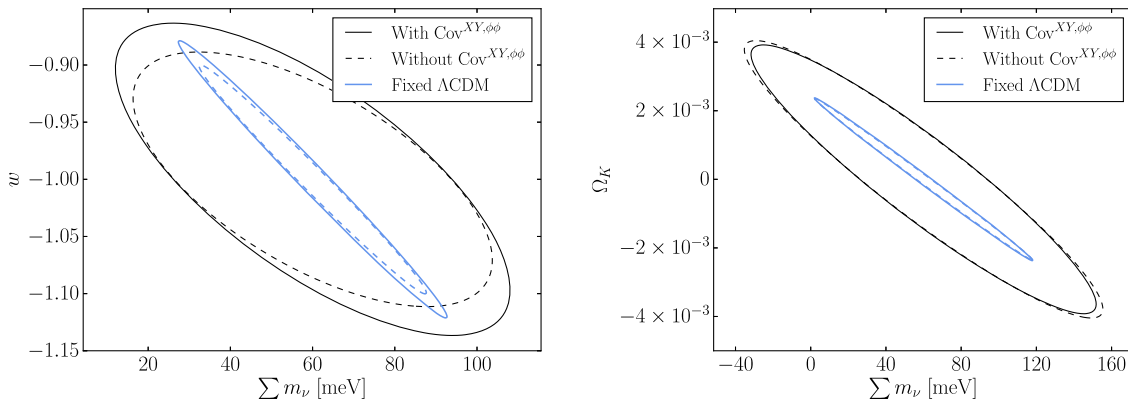 With Cov^{XY,ϕϕ}
Without Cov^{XY,ϕϕ}
Fixed ΛCDM
−0.90
−0.95
−1.00
−1.05
−1.10
−1.15
w
20 40 60 80 100
∑ m_ν [meV]
With Cov^{XY,ϕϕ}
Without Cov^{XY,ϕϕ}
Fixed ΛCDM
4 × 10^{−3}
2 × 10^{−3}
0
−2 × 10^{−3}
−4 × 10^{−3}
Ω_K
−40 0 40 80 120 160
∑ m_ν [meV]